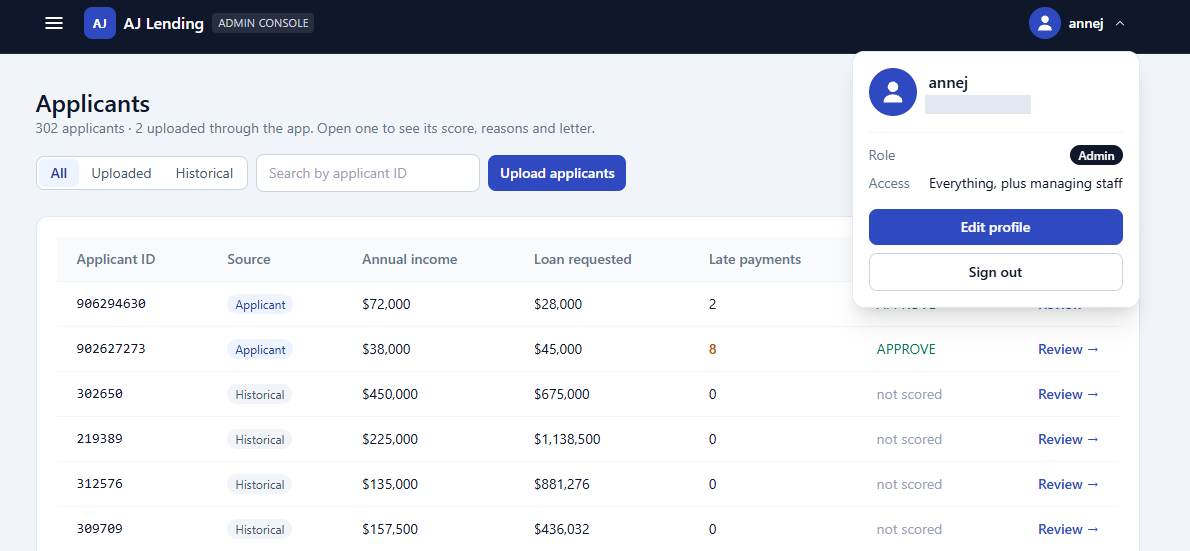 AJ AJ Lending ADMIN CONSOLE annej
annej
Applicants
302 applicants · 2 uploaded through the app. Open one to see its score, reasons and letter.
Role Admin
Access Everything, plus managing staff
All Uploaded Historical Search by applicant ID Upload applicants
Edit profile
Sign out
Applicant ID Source Annual income Loan requested Late payments
906294630 Applicant $72,000 $28,000 2
902627273 Applicant $38,000 $45,000 8 APPROVE Review →
302650 Historical $450,000 $675,000 0 not scored Review →
219389 Historical $225,000 $1,138,500 0 not scored Review →
312576 Historical $135,000 $881,276 0 not scored Review →
309709 Historical $157,500 $436,032 0 not scored Review →